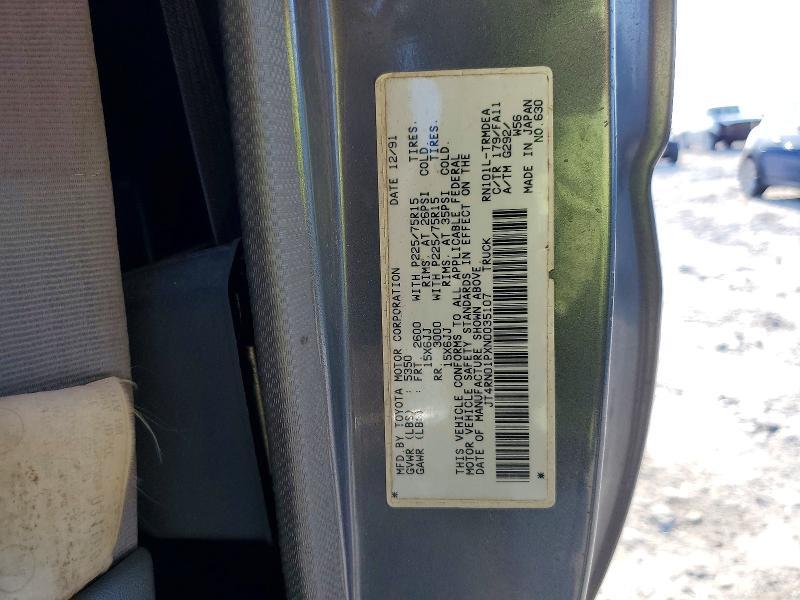 MFD. BY TOYOTA MOTOR CORPORATION DATE 12/91
GVWR (LBS) : 5350
GAWR (LBS) : FRT 2600 WITH P225/75R15 TIRES.
15X6JJ RIMS. AT 26PSI COLD.
RR 3000 WITH P225/75R15 TIRES.
15X6JJ RIMS. AT 35PSI COLD.
THIS VEHICLE CONFORMS TO ALL APPLICABLE FEDERAL
MOTOR VEHICLE SAFETY STANDARDS IN EFFECT ON THE
DATE OF MANUFACTURE SHOWN ABOVE.
JT4RN01PXN0035107 TRUCK RN101L-TRMDEA
C/TR 179/FA11
A/TM G292/
W56
* * MADE IN JAPAN
NO.630